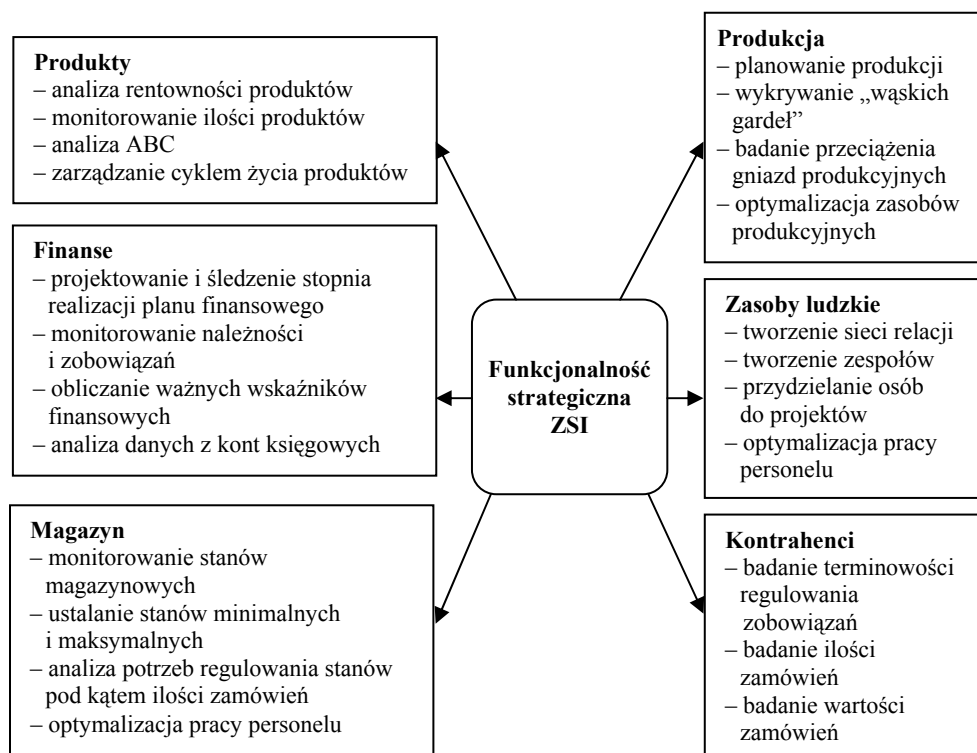 Produkty
– analiza rentowności produktów
– monitorowanie ilości produktów
– analiza ABC
– zarządzanie cyklem życia produktów
Finanse
– projektowanie i śledzenie stopnia
realizacji planu finansowego
– monitorowanie należności
i zobowiązań
– obliczanie ważnych wskaźników
finansowych
– analiza danych z kont księgowych
Magazyn
– monitorowanie stanów
magazynowych
– ustalanie stanów minimalnych
i maksymalnych
– analiza potrzeb regulowania stanów
pod kątem ilości zamówień
– optymalizacja pracy personelu
Funkcjonalność
strategiczna
ZSI
Produkcja
– planowanie produkcji
– wykrywanie „wąskich
gardeł”
– badanie przeciążenia
gniazd produkcyjnych
– optymalizacja zasobów
produkcyjnych
Zasoby ludzkie
– tworzenie sieci relacji
– tworzenie zespołów
– przydzielanie osób
do projektów
– optymalizacja pracy
personelu
Kontrahenci
– badanie terminowości
regulowania
zobowiązań
– badanie ilości
zamówień
– badanie wartości
zamówień